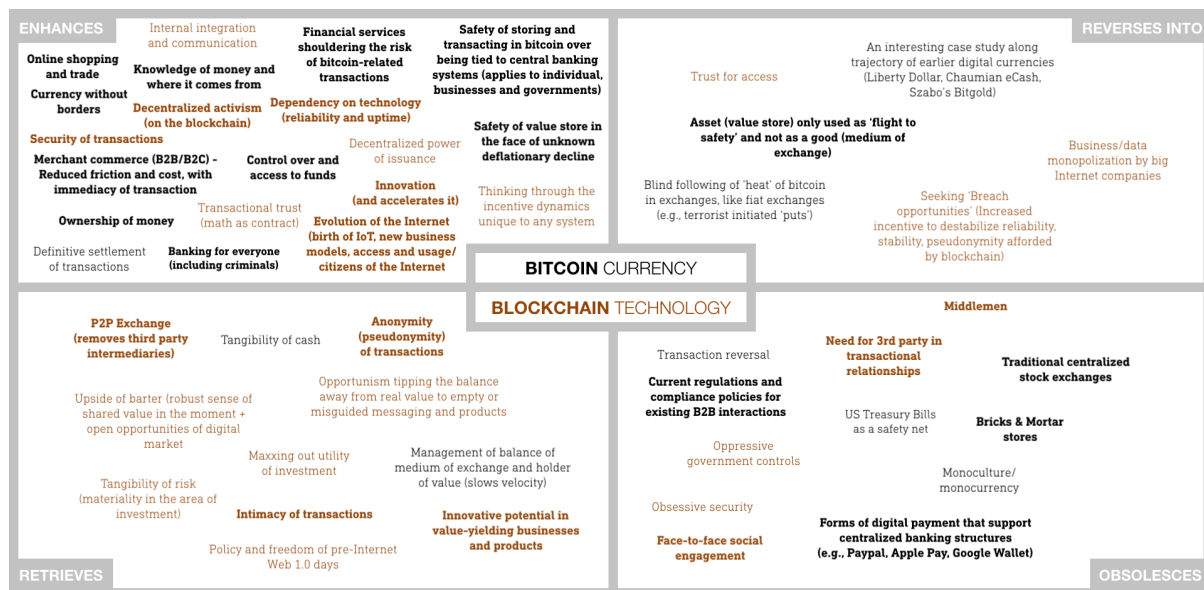 ENHANCES
Internal integration
and communication
Financial services
shouldering the risk
of bitcoin-related
transactions
Safety of storing and
transacting in bitcoin over
being tied to central banking
systems (applies to individual,
businesses and governments)
Online shopping
and trade
Knowledge of money and
where it comes from
Currency without
borders
Decentralized activism
(on the blockchain)
Dependency on technology
(reliability and uptime)
Security of transactions
Safety of value store in
the face of unknown
deflationary decline
Decentralized power
of issuance
Merchant commerce (B2B/B2C) –
Reduced friction and cost, with
immediacy of transaction
Control over and
access to funds
Innovation
(and accelerates it)
Thinking through the
incentive dynamics
unique to any system
Transactional trust
(math as contract)
Ownership of money
Evolution of the Internet
(birth of IoT, new business
models, access and usage/
citizens of the Internet
Definitive settlement
of transactions
Banking for everyone
(including criminals)
REVERSES INTO
An interesting case study along
trajectory of earlier digital currencies
(Liberty Dollar, Chaumian eCash,
Szabo's Bitgold)
Trust for access
Asset (value store) only used as 'flight to
safety' and not as a good (medium of
exchange)
Business/data
monopolization by big
Internet companies
Blind following of 'heat' of bitcoin
in exchanges, like fiat exchanges
(e.g., terrorist initiated 'puts')
Seeking 'Breach
opportunities' (Increased
incentive to destabilize reliability,
stability, pseudonymity afforded
by blockchain)
BITCOIN CURRENCY
BLOCKCHAIN TECHNOLOGY
P2P Exchange
(removes third party
intermediaries)
Tangibility of cash
Anonymity
(pseudonymity)
of transactions
Opportunism tipping the balance
away from real value to empty or
misguided messaging and products
Upside of barter (robust sense of
shared value in the moment +
open opportunities of digital
market
Maxxing out utility
of investment
Management of balance of
medium of exchange and holder
of value (slows velocity)
Tangibility of risk
(materiality in the area of
investment)
Intimacy of transactions
Innovative potential in
value-yielding businesses
and products
Policy and freedom of pre-Internet
Web 1.0 days
RETRIEVES
Middlemen
Transaction reversal
Need for 3rd party in
transactional
relationships
Traditional centralized
stock exchanges
Current regulations and
compliance policies for
existing B2B interactions
US Treasury Bills
as a safety net
Bricks & Mortar
stores
Oppressive
government controls
Monoculture/
monocurrency
Obsessive security
Forms of digital payment that support
centralized banking structures
(e.g., Paypal, Apple Pay, Google Wallet)
Face-to-face social
engagement
OBSOLESCES